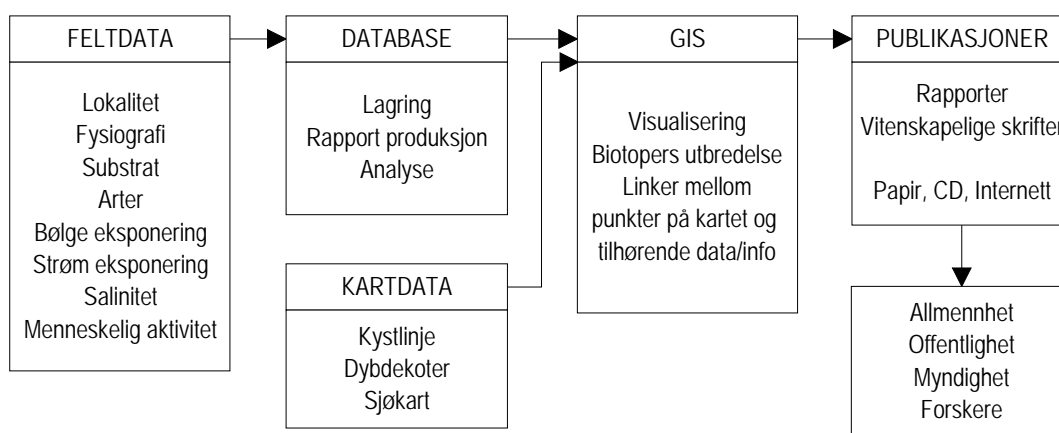 FELTDATA
Lokalitet
Fysiografi
Substrat
Arter
Bølge eksponering
Strøm eksponering
Salinitet
Menneskelig aktivitet
DATABASE
Lagring
Rapport produksjon
Analyse
KARTDATA
Kystlinje
Dybdekoter
Sjøkart
GIS
Visualisering
Biotopers utbredelse
Linker mellom
punkter på kartet og
tilhørende data/info
PUBLIKASJONER
Rapporter
Vitenskapelige skrifter
Papir, CD, Internett
Allmennhet
Offentlighet
Myndighet
Forskere